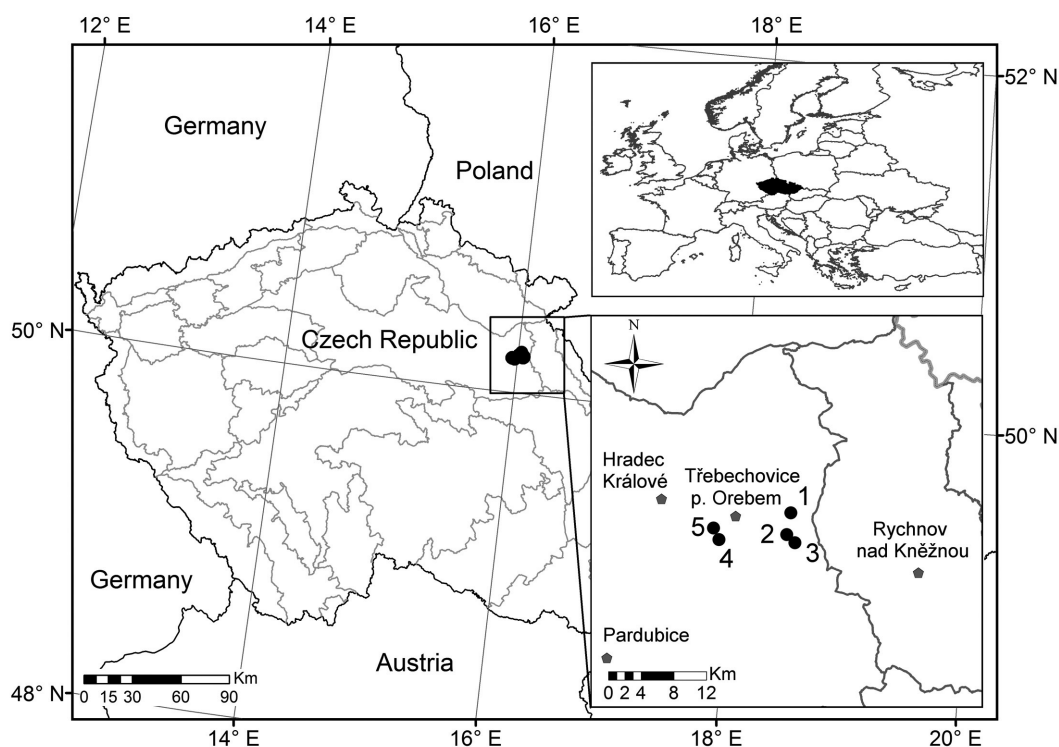 12° E
14° E
16° E
18° E
52° N
Germany
Poland
50° N
Czech Republic
N
50° N
Hradec
Králové
Třebechovice
p. Orebem
1
5
2
4
3
Rychnov
nad Kněžnou
Germany
Pardubice
Austria
Km
0 15 30 60 90
Km
0 2 4 8 12
48° N
14° E
16° E
18° E
20° E